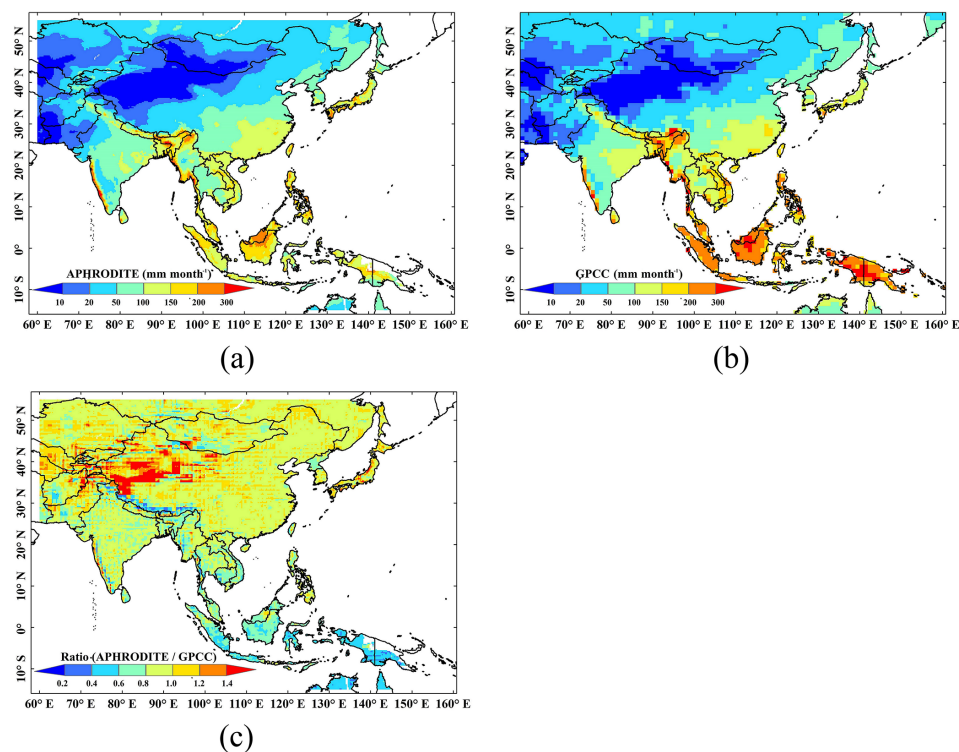 50° N
40° N
30° N
20° N
10° N
0° N
10° S
APHRODITE (mm month⁻¹)
10 20 50 100 150 200 300
60° E 70° E 80° E 90° E 100° E 110° E 120° E 130° E 140° E 150° E 160° E
(a)
50° N
40° N
30° N
20° N
10° N
0° N
10° S
GPCC (mm month⁻¹)
10 20 50 100 150 200 300
60° E 70° E 80° E 90° E 100° E 110° E 120° E 130° E 140° E 150° E 160° E
(b)
50° N
40° N
30° N
20° N
10° N
0° N
10° S
Ratio (APHRODITE / GPCC)
0.2 0.4 0.6 .8 1.0 1.2 1.4
60° E 70° E 80° E 90° E 100° E 110° E 120° E 130° E 140° E 150° E 160° E
(c)